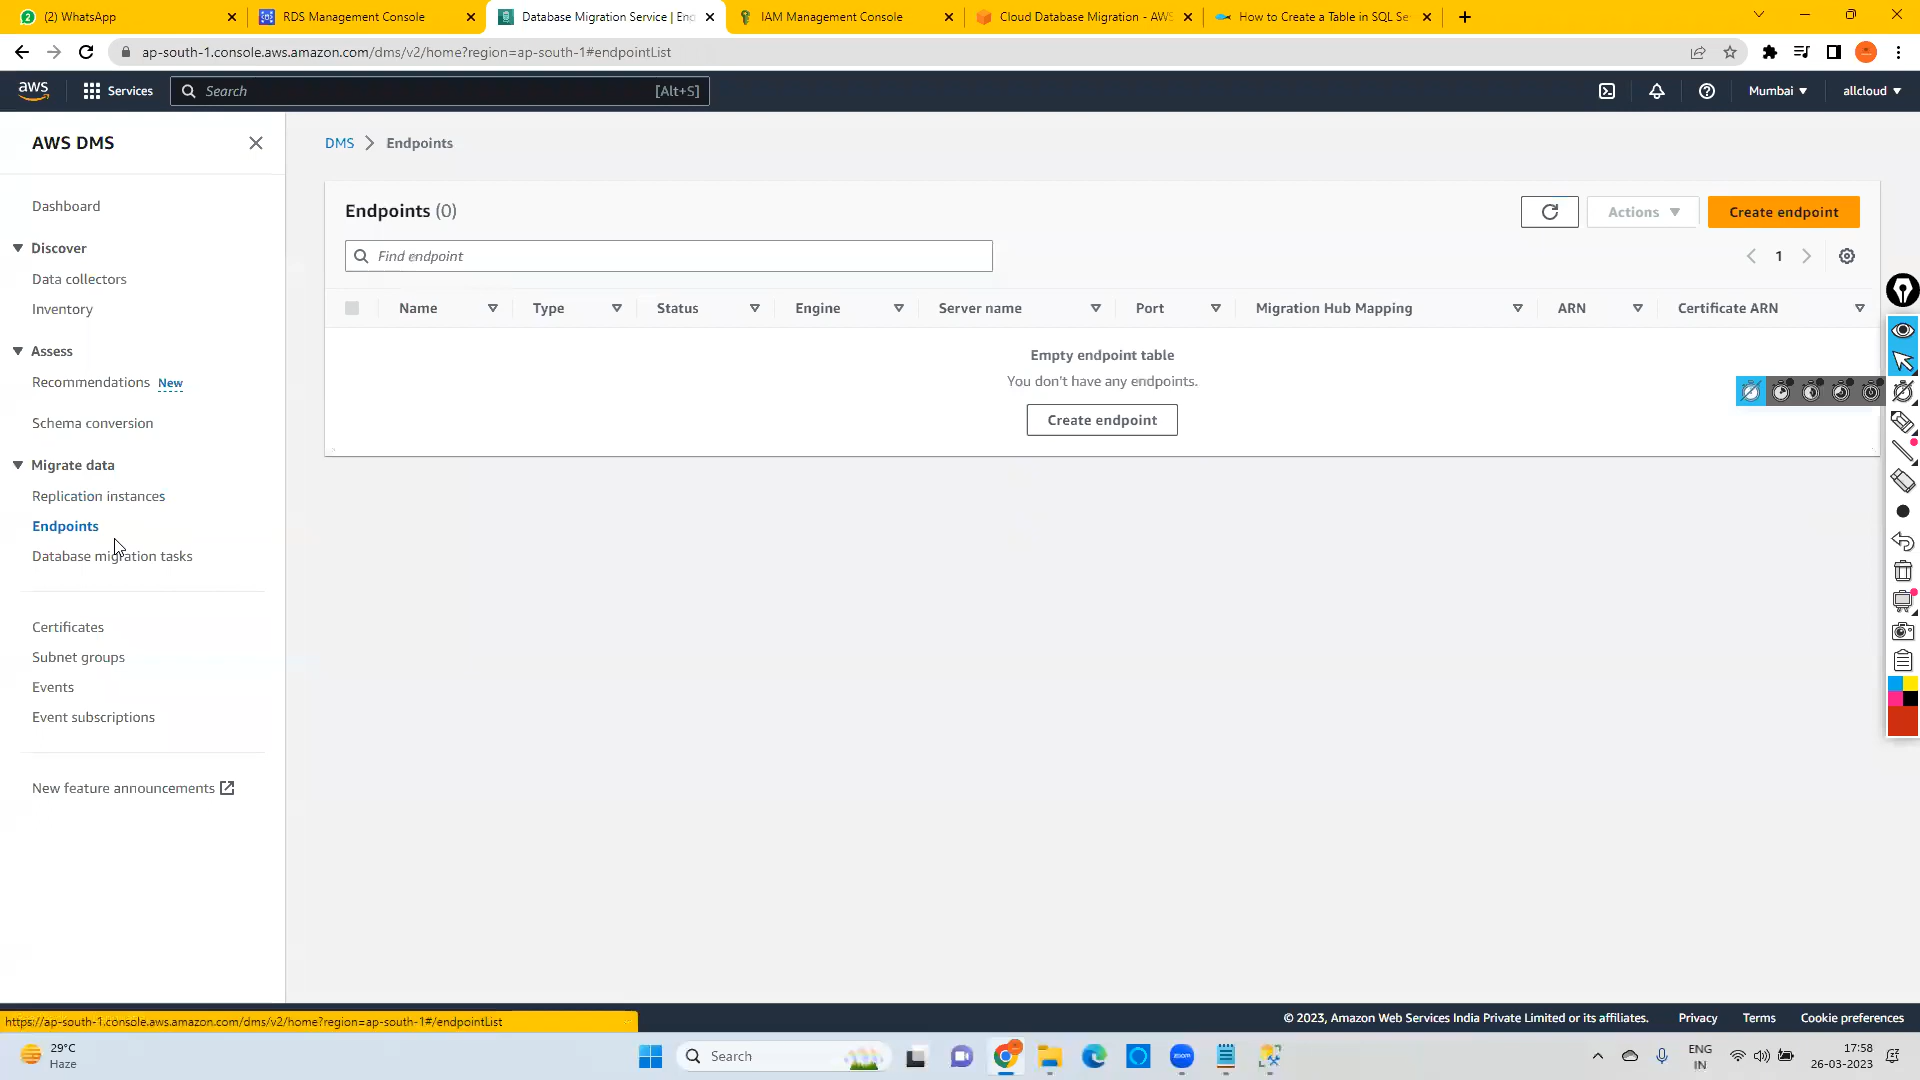 (2) WhatsApp
RDS Management Console
Database Migration Service | En
IAM Management Console
Cloud Database Migration - AWS
How to Create a Table in SQL Se
ap-south-1.console.aws.amazon.com/dms/v2/home?region=ap-south-1#endpointList
aws
Services
Search
[Alt+S]
Mumbai
allcloud
AWS DMS
Dashboard
Discover
Data collectors
Inventory
Assess
Recommendations New
Schema conversion
Migrate data
Replication instances
Endpoints
Database migration tasks
Certificates
Subnet groups
Events
Event subscriptions
New feature announcements
DMS
Endpoints
Endpoints (0)
Actions
Create endpoint
Find endpoint
1
Name
Type
Status
Engine
Server name
Port
Migration Hub Mapping
ARN
Certificate ARN
Empty endpoint table
You don't have any endpoints.
Create endpoint
https://ap-south-1.console.aws.amazon.com/dms/v2/home?region=ap-south-1#/endpointList
© 2023, Amazon Web Services India Private Limited or its affiliates.
Privacy
Terms
Cookie preferences
29°C
Haze
Search
zoom
ENG
IN
17:58
26-03-2023